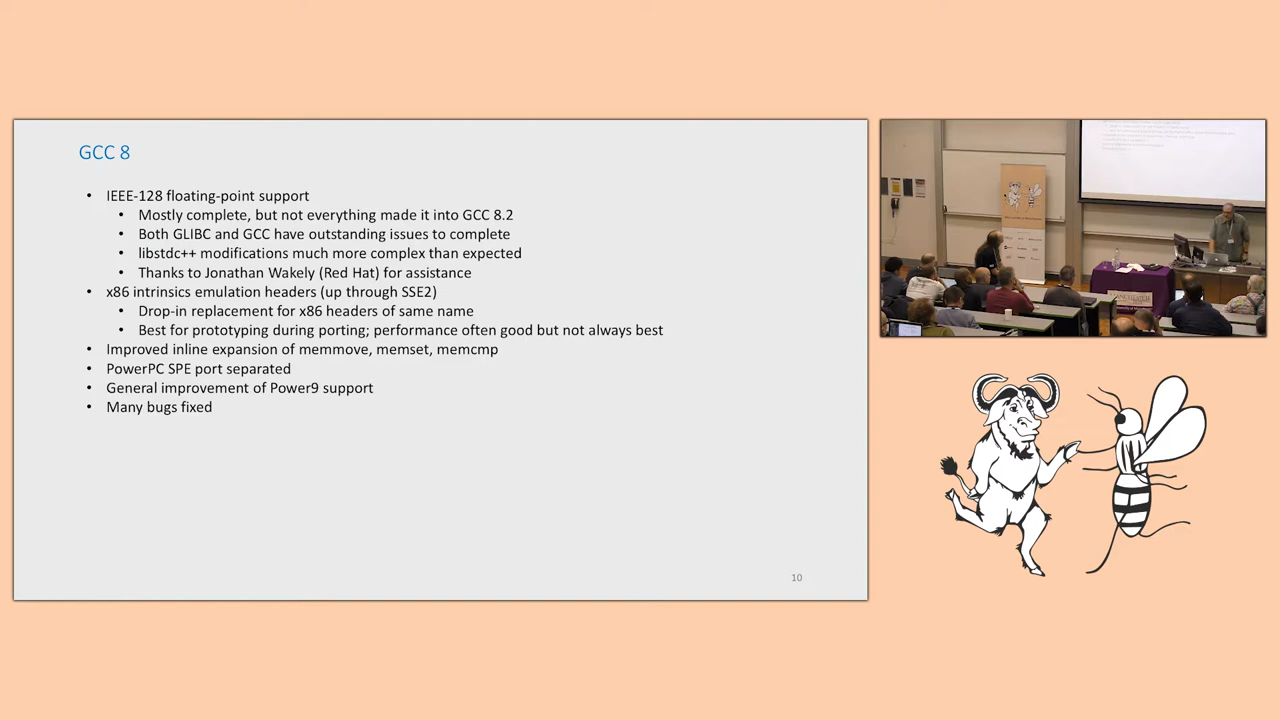 GCC 8
• IEEE-128 floating-point support
• Mostly complete, but not everything made it into GCC 8.2
• Both GLIBC and GCC have outstanding issues to complete
• libstdc++ modifications much more complex than expected
• Thanks to Jonathan Wakely (Red Hat) for assistance
• x86 intrinsics emulation headers (up through SSE2)
• Drop-in replacement for x86 headers of same name
• Best for prototyping during porting; performance often good but not always best
• Improved inline expansion of memmove, memset, memcmp
• PowerPC SPE port separated
• General improvement of Power9 support
• Many bugs fixed
10
MANCHESTER